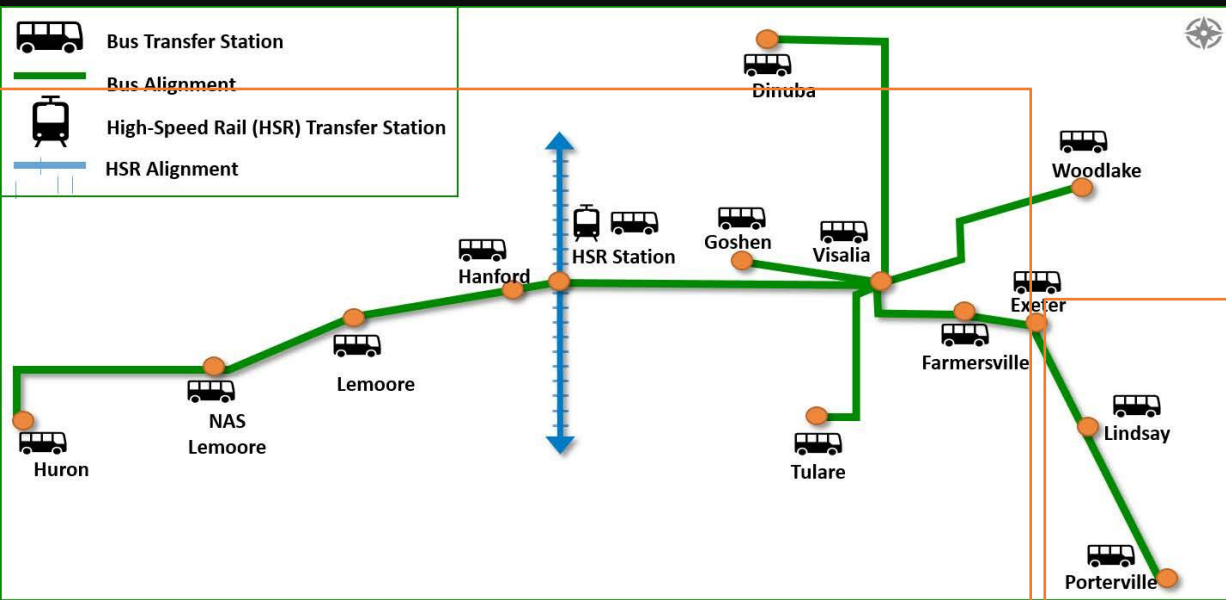 Bus Transfer Station
Bus Alignment
High-Speed Rail (HSR) Transfer Station
HSR Alignment
Dinuba
Woodlake
Goshen
Visalia
HSR Station
Hanford
Exeter
Farmersville
Lemoore
NAS
Lemoore
Huron
Tulare
Lindsay
Porterville